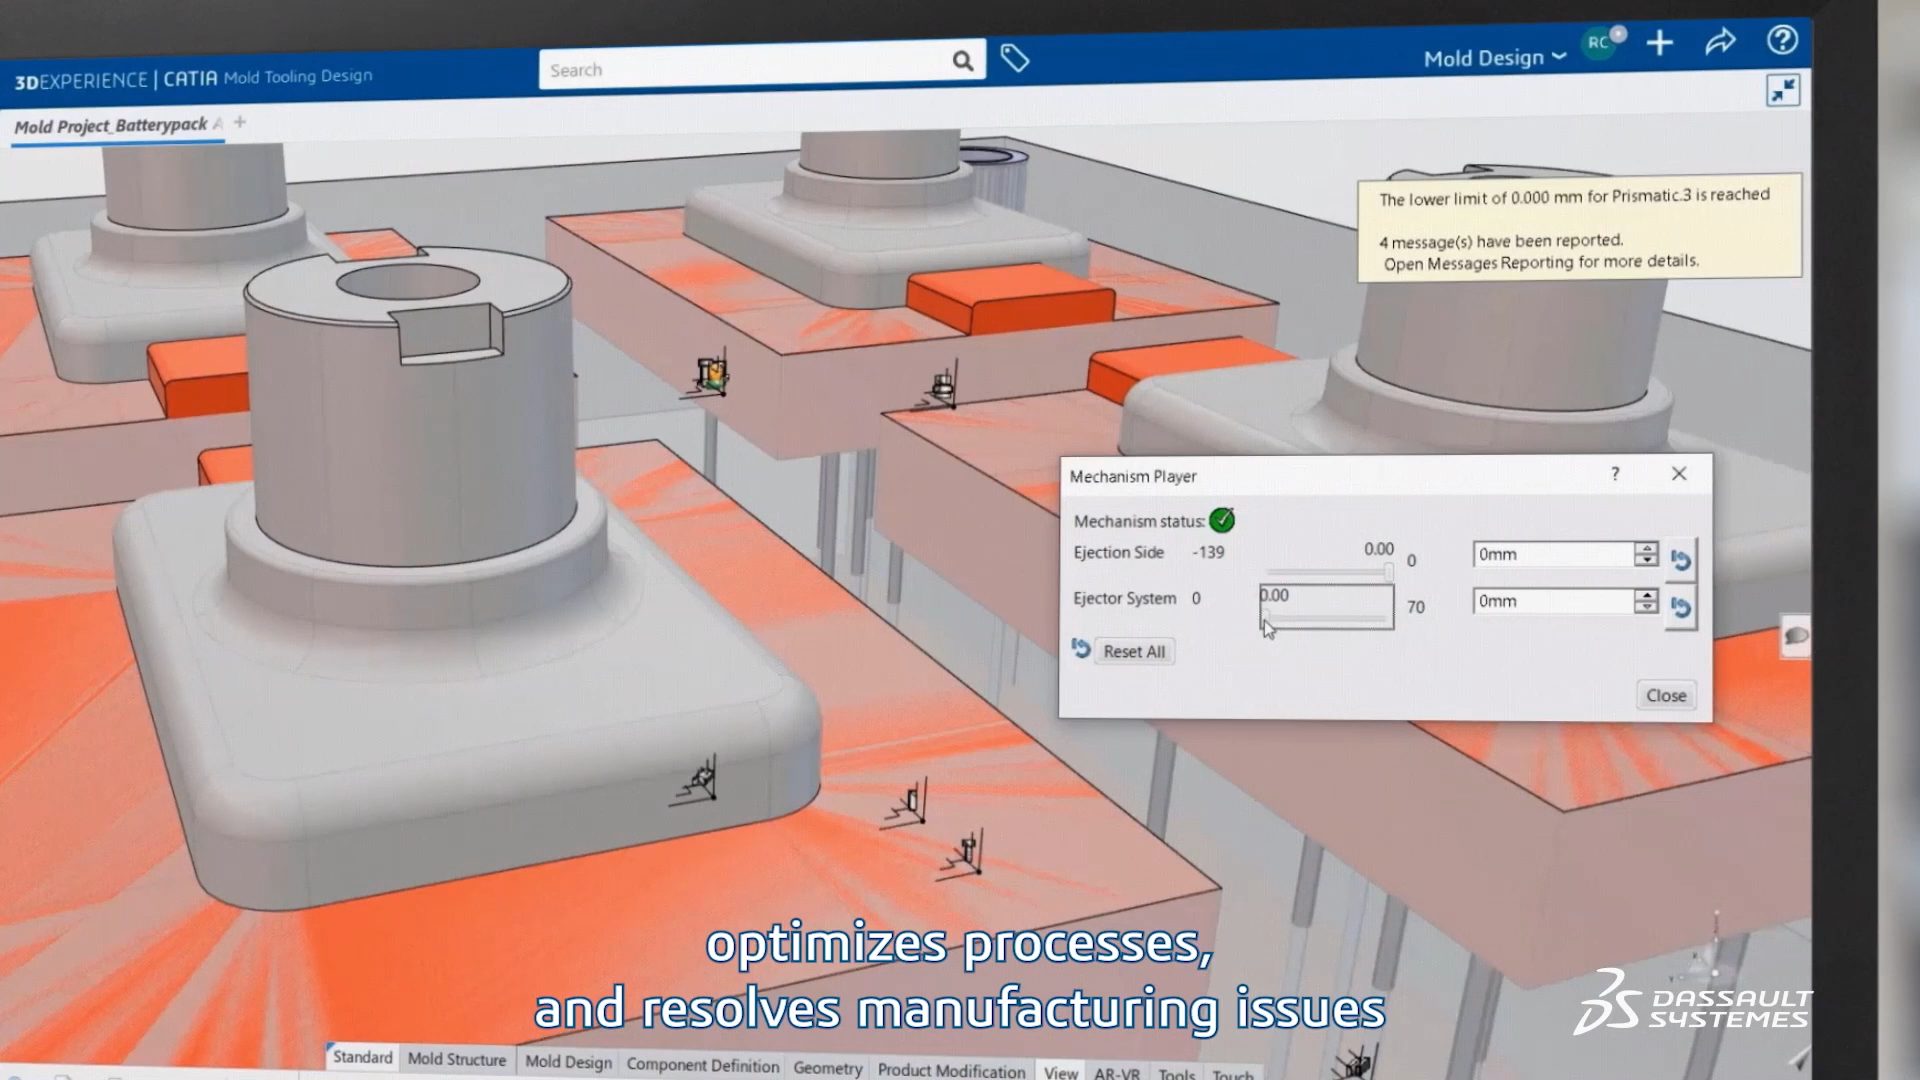 3DEXPERIENCE | CATIA Mold Tooling Design
Search
Mold Design
RC
Mold Project_Batterypack A
The lower limit of 0.000 mm for Prismatic.3 is reached
4 message(s) have been reported.
Open Messages Reporting for more details.
Mechanism Player
?
Mechanism status:
Ejection Side -139 0.00 0 0mm
Ejector System 0 0.00 70 0mm
Reset All
Close
optimizes processes,
and resolves manufacturing issues
DASSAULT
SYSTEMES
Standard Mold Structure Mold Design Component Definition Geometry Product Modification View AR-VR Tools Touch